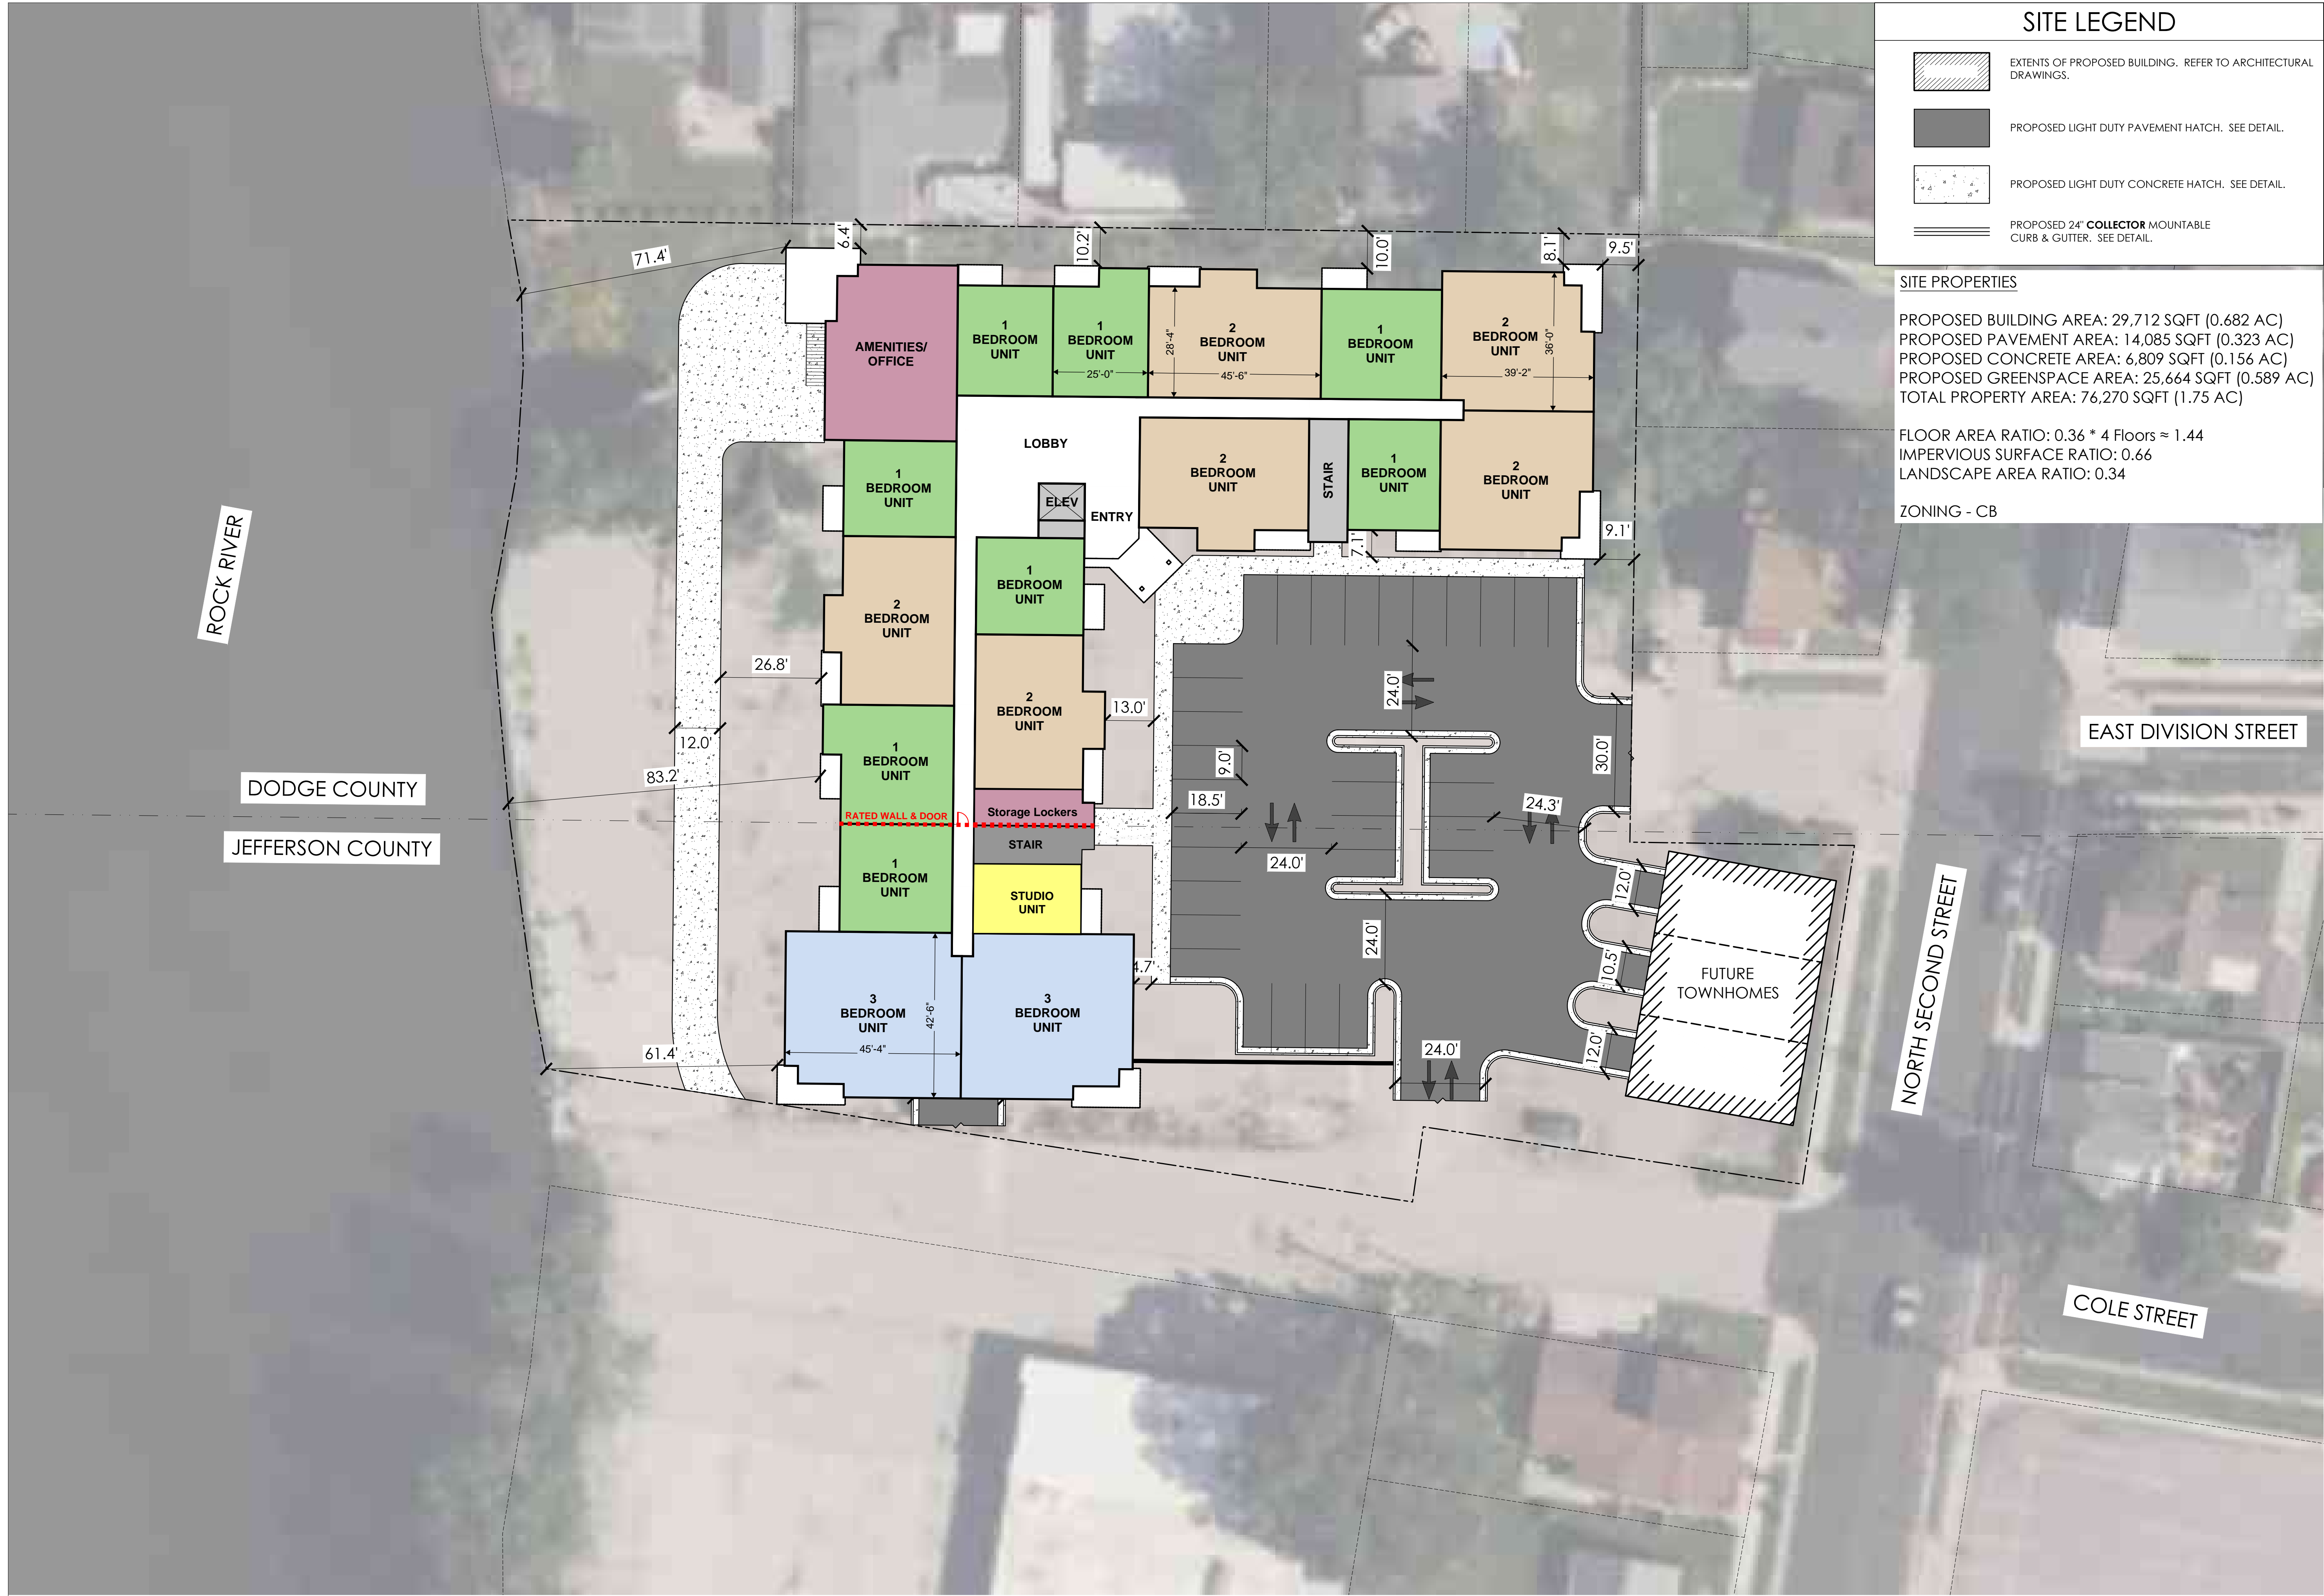 SITE LEGEND
EXTENTS OF PROPOSED BUILDING.  REFER TO ARCHITECTURAL
DRAWINGS.
PROPOSED LIGHT DUTY PAVEMENT HATCH.  SEE DETAIL.
PROPOSED LIGHT DUTY CONCRETE HATCH.  SEE DETAIL.
PROPOSED 24" COLLECTOR MOUNTABLE
CURB & GUTTER.  SEE DETAIL.
SITE PROPERTIES
PROPOSED BUILDING AREA: 29,712 SQFT (0.682 AC)
PROPOSED PAVEMENT AREA: 14,085 SQFT (0.323 AC)
PROPOSED CONCRETE AREA: 6,809 SQFT (0.156 AC)
PROPOSED GREENSPACE AREA: 25,664 SQFT (0.589 AC)
TOTAL PROPERTY AREA: 76,270 SQFT (1.75 AC)
FLOOR AREA RATIO: 0.36 * 4 Floors ≈ 1.44
IMPERVIOUS SURFACE RATIO: 0.66
LANDSCAPE AREA RATIO: 0.34
ZONING - CB
71.4'
6.4'
10.2'
10.0'
8.1'
9.5'
AMENITIES/
OFFICE
1
BEDROOM
UNIT
1
BEDROOM
UNIT
25'-0"
28'-4"
2
BEDROOM
UNIT
45'-6"
1
BEDROOM
UNIT
2
BEDROOM
UNIT
36'-0"
39'-2"
LOBBY
ELEV
ENTRY
2
BEDROOM
UNIT
STAIR
1
BEDROOM
UNIT
2
BEDROOM
UNIT
9.1'
7.1'
1
BEDROOM
UNIT
1
BEDROOM
UNIT
2
BEDROOM
UNIT
2
BEDROOM
UNIT
26.8'
13.0'
12.0'
83.2'
1
BEDROOM
UNIT
RATED WALL & DOOR
Storage Lockers
STAIR
1
BEDROOM
UNIT
STUDIO
UNIT
3
BEDROOM
UNIT
42'-6"
45'-4"
3
BEDROOM
UNIT
4.7'
61.4'
24.0'
9.0'
18.5'
24.0'
24.3'
30.0'
24.0'
24.0'
12.0'
10.5'
12.0'
FUTURE
TOWNHOMES
ROCK RIVER
DODGE COUNTY
JEFFERSON COUNTY
EAST DIVISION STREET
NORTH SECOND STREET
COLE STREET